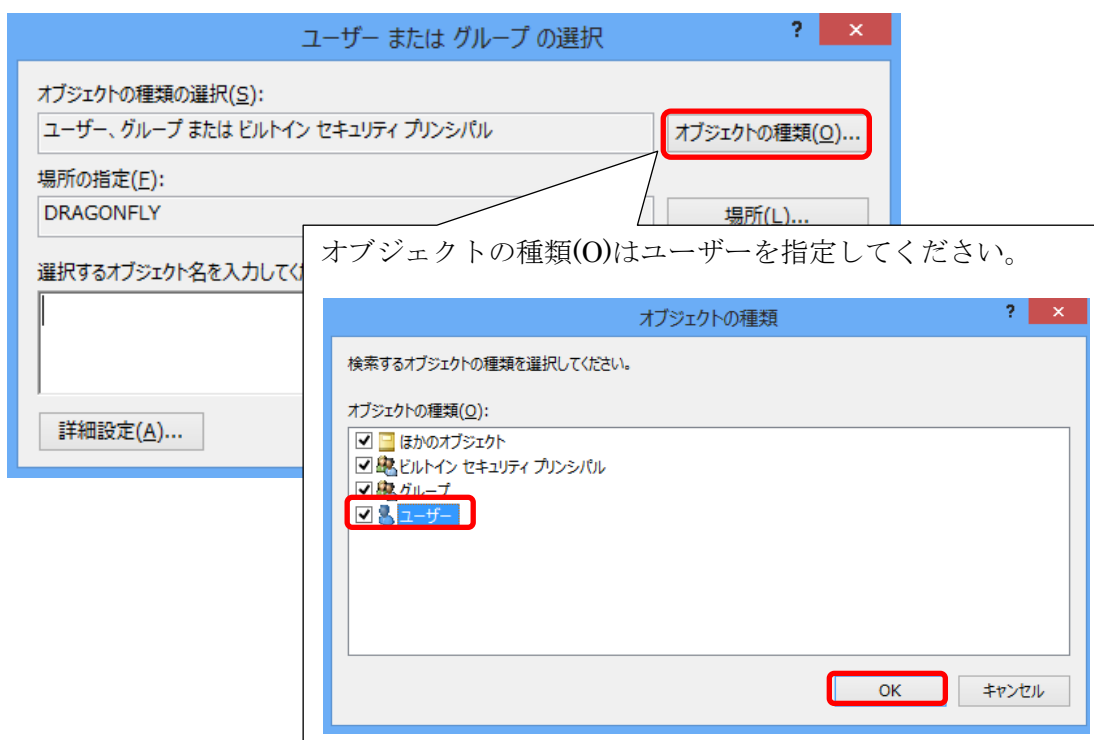 ユーザー または グループ の選択
?
×
オブジェクトの種類の選択(S):
ユーザー、グループ または ビルトイン セキュリティ プリンシパル
オブジェクトの種類(O)...
場所の指定(F):
DRAGONFLY
場所(L)...
選択するオブジェクト名を入力してく
詳細設定(A)...
オブジェクトの種類(O)はユーザーを指定してください。
オブジェクトの種類
?
×
検索するオブジェクトの種類を選択してください。
オブジェクトの種類(O):
ほかのオブジェクト
ビルトイン セキュリティ プリンシパル
グループ
ユーザー
OK
キャンセル